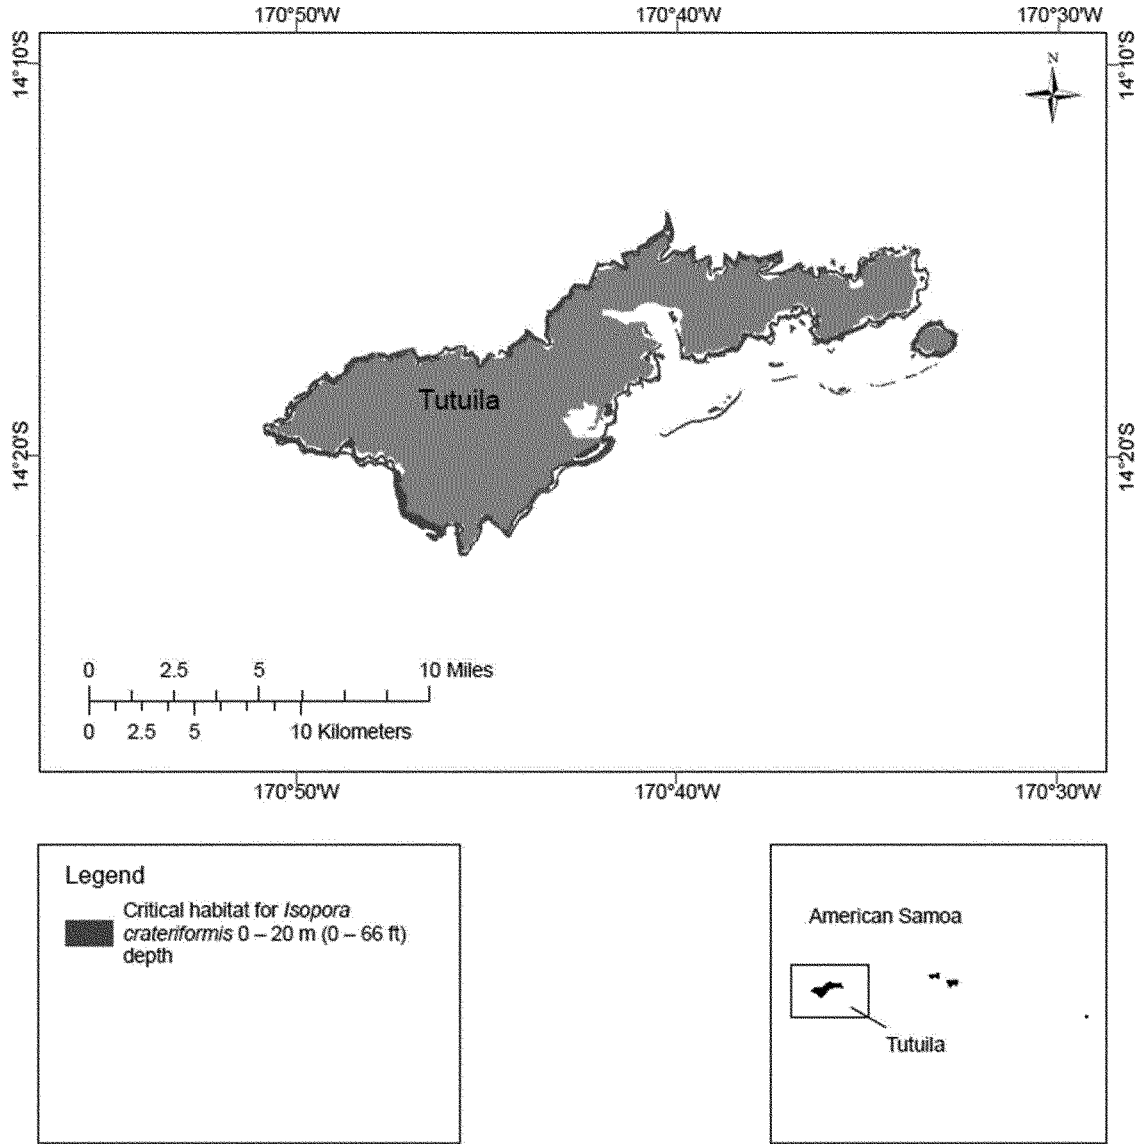 170°50'W 170°40'W 170°30'W
14°10'S 14°10'S
N
Tutuila
14°20'S 14°20'S
0 2.5 5 10 Miles
0 2.5 5 10 Kilometers
170°50'W 170°40'W 170°30'W
Legend
Critical habitat for Isopora
crateriformis 0 – 20 m (0 – 66 ft)
depth
American Samoa
Tutuila